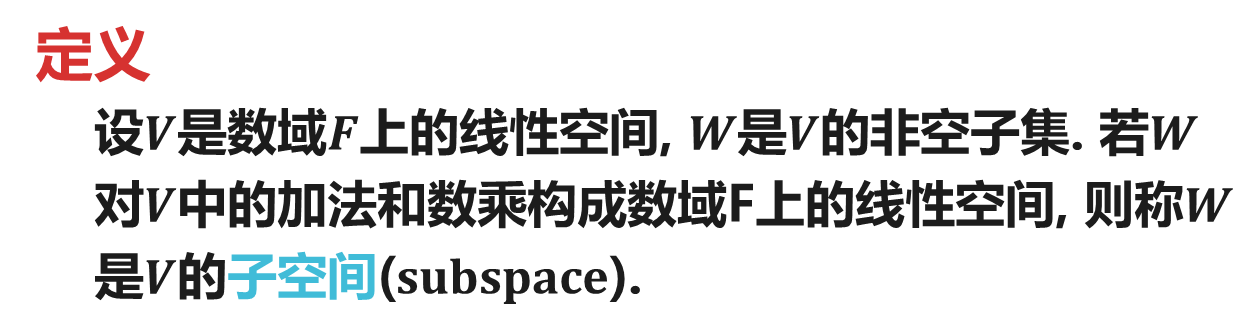 定义
设V是数域F上的线性空间, W是V的非空子集. 若W
对V中的加法和数乘构成数域F上的线性空间, 则称W
是V的子空间(subspace).